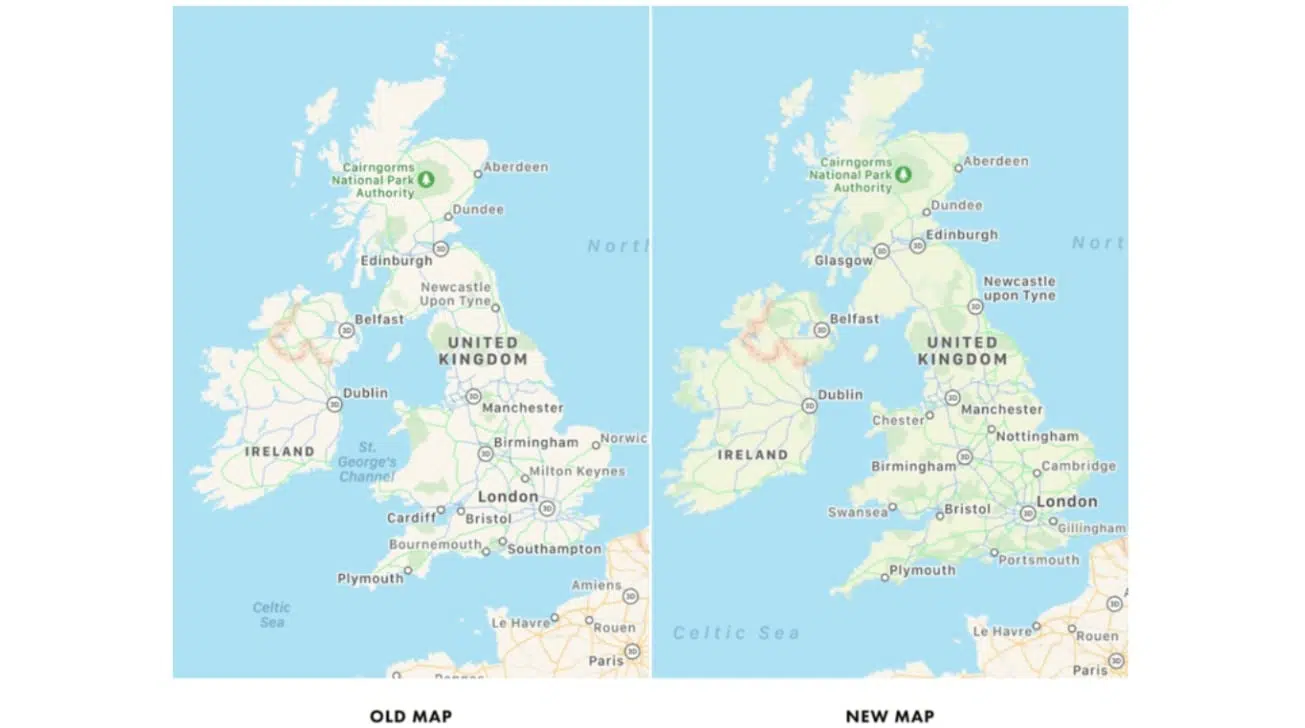 Cairngorms
National Park
Authority
Aberdeen
Dundee
North
Edinburgh
Newcastle
Upon Tyne
Belfast
UNITED
KINGDOM
Dublin
Manchester
IRELAND
St.
George's
Channel
Birmingham
Norwic
Milton Keynes
London
Cardiff
Bristol
Bournemouth
Southampton
Plymouth
Amiens
Celtic
Sea
Le Havre
Rouen
Paris
OLD MAP
Cairngorms
National Park
Authority
Aberdeen
Dundee
Edinburgh
Nort
Glasgow
Newcastle
upon Tyne
Belfast
UNITED
KINGDOM
Dublin
Manchester
Chester
Nottingham
IRELAND
Birmingham
Cambridge
London
Swansea
Bristol
Gillingham
Portsmouth
Plymouth
A
Celtic Sea
Le Havre
Rouen
Paris
NEW MAP